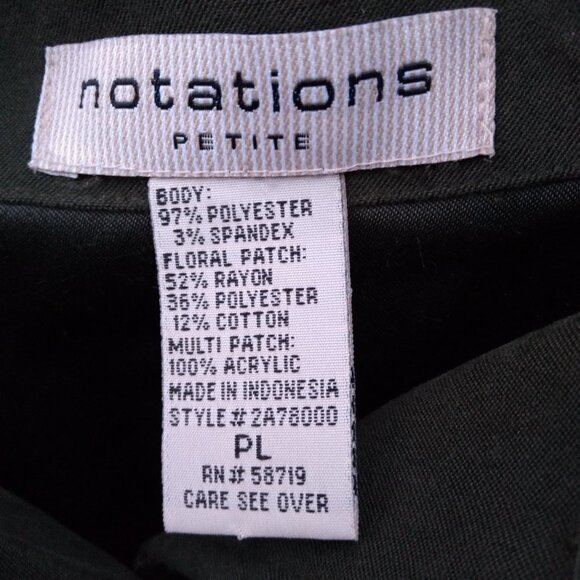 notations
PETITE
BODY:
97% POLYESTER
3% SPANDEX
FLORAL PATCH:
52% RAYON
36% POLYESTER
12% COTTON
MULTI PATCH:
100% ACRYLIC
MADE IN INDONESIA
STYLE# 2A78000
PL
RN# 58719
CARE SEE OVER